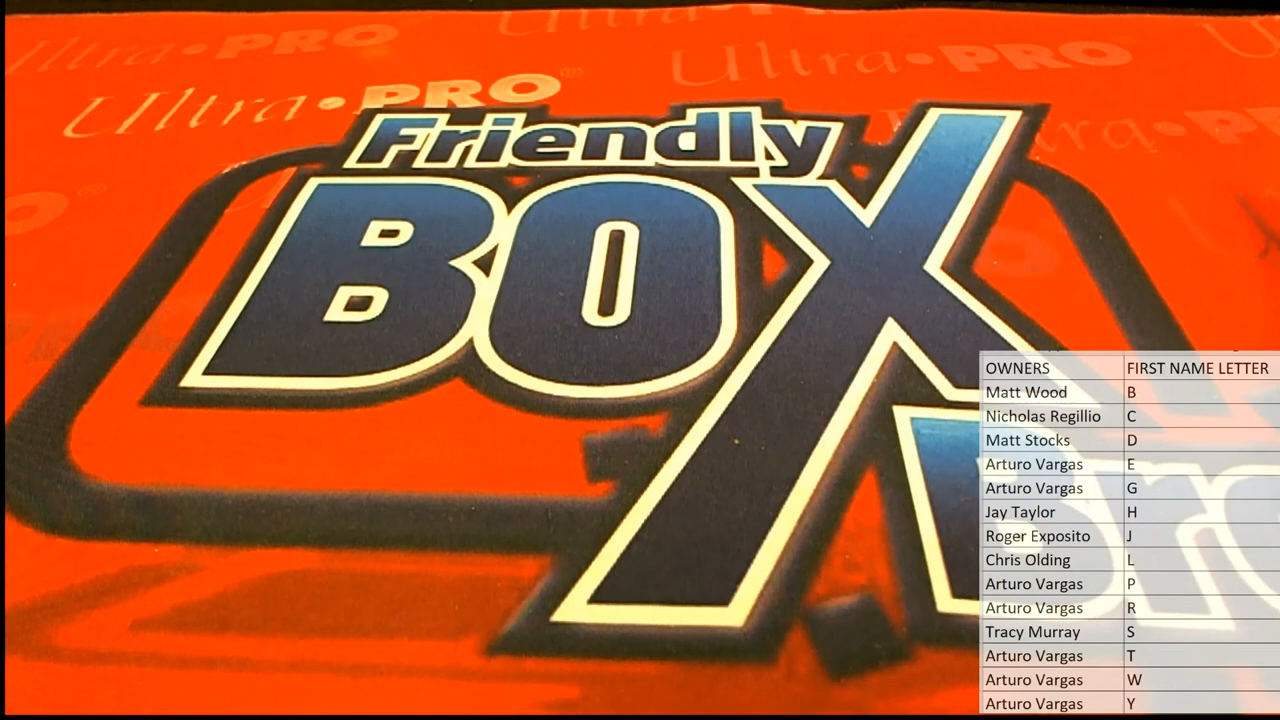 Ultra•PRO
Ultra•PRO®
Ultra•PRO
Friendly
BOX
OWNERS FIRST NAME LETTER
Matt Wood B
Nicholas Regillio C
Matt Stocks D
Arturo Vargas E
Arturo Vargas G
Jay Taylor H
Roger Exposito J
Chris Olding L
Arturo Vargas P
Arturo Vargas R
Tracy Murray S
Arturo Vargas T
Arturo Vargas W
Arturo Vargas Y